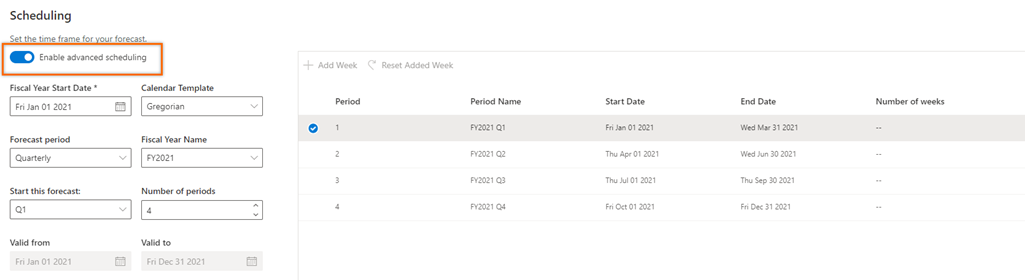 Scheduling
Set the time frame for your forecast.
Enable advanced scheduling
Fiscal Year Start Date * Calendar Template
Fri Jan 01 2021 Gregorian
Forecast period Fiscal Year Name
Quarterly FY2021
Start this forecast: Number of periods
Q1 4
Valid from Valid to
Fri Jan 01 2021 Fri Dec 31 2021
Add Week Reset Added Week
Period Period Name Start Date End Date Number of weeks
1 FY2021 Q1 Fri Jan 01 2021 Wed Mar 31 2021 --
2 FY2021 Q2 Thu Apr 01 2021 Wed Jun 30 2021 --
3 FY2021 Q3 Thu Jul 01 2021 Thu Sep 30 2021 --
4 FY2021 Q4 Fri Oct 01 2021 Fri Dec 31 2021 --